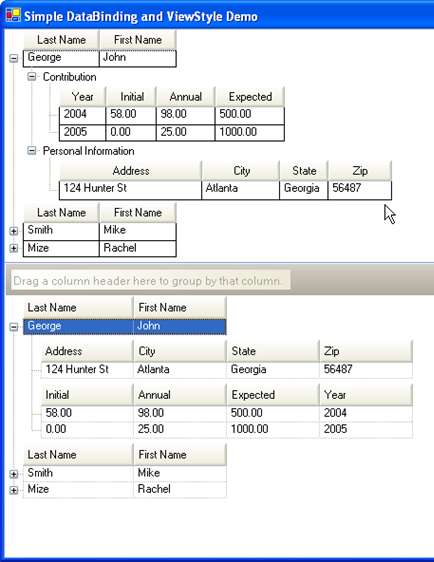 Simple DataBinding and ViewStyle Demo
Last Name First Name
George John
Contribution
Year Initial Annual Expected
2004 58.00 98.00 500.00
2005 0.00 25.00 1000.00
Personal Information
Address City State Zip
124 Hunter St Atlanta Georgia 56487
Last Name First Name
Smith Mike
Mize Rachel
Drag a column header here to group by that column.
Last Name First Name
George John
Address City State Zip
124 Hunter St Atlanta Georgia 56487
Initial Annual Expected Year
58.00 98.00 500.00 2004
0.00 25.00 1000.00 2005
Last Name First Name
Smith Mike
Mize Rachel